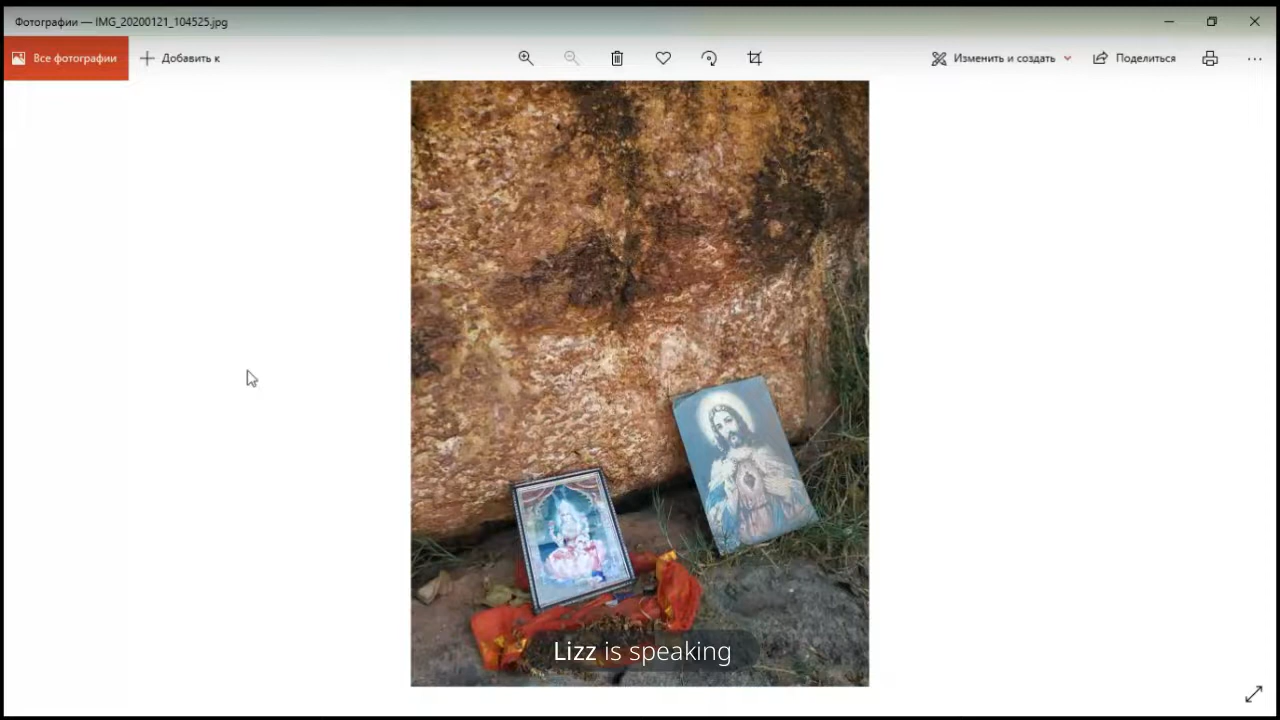 Фотографии — IMG_20200121_104525.jpg
Все фотографии
Добавить к
Изменить и создать
Поделиться
Lizz is speaking